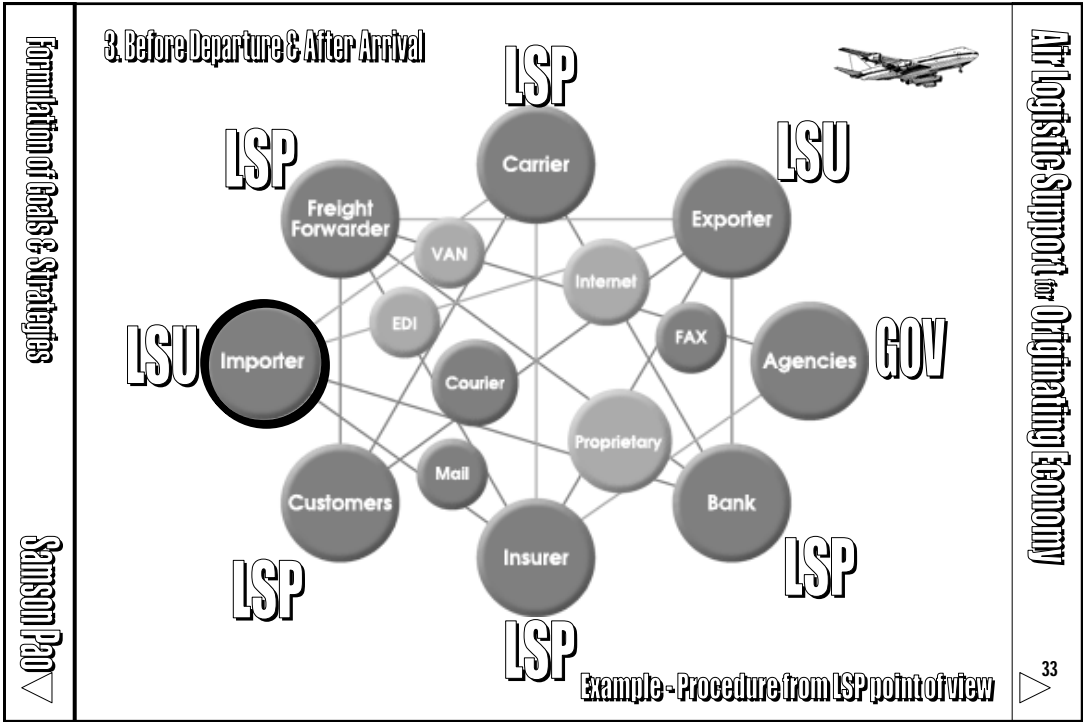 3. Before Departure & After Arrival
LSP
Carrier
LSP
Freight
Forwarder
LSU
Exporter
VAN
Internet
EDI
FAX
LSU
Importer
Agencies
GOV
Courier
Proprietary
Mail
Customers
LSP
Bank
LSP
Insurer
LSP
Example - Procedure from LSP point of view
Formulation of Goals & Strategies
Samson Pao
Air Logistic Support for Originating Economy
33